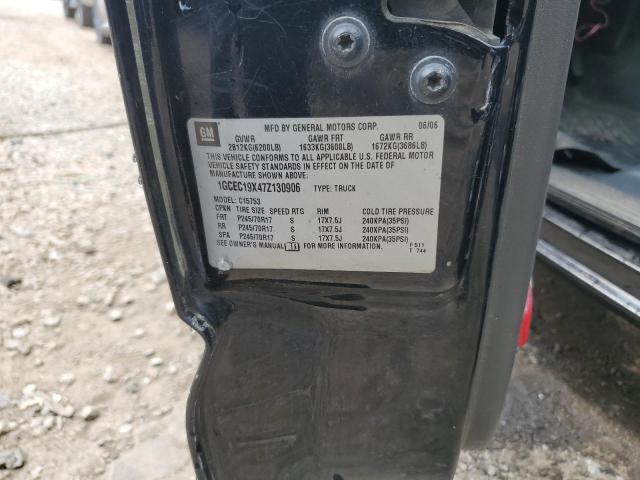 GM MFD BY GENERAL MOTORS CORP. 06/06
GVWR GAWR FRT GAWR RR
2812KG(6200LB) 1633KG(3600LB) 1672KG(3686LB)
THIS VEHICLE CONFORMS TO ALL APPLICABLE U.S. FEDERAL MOTOR
VEHICLE SAFETY STANDARDS IN EFFECT ON THE DATE OF
MANUFACTURE SHOWN ABOVE.
1GCEC19X47Z130906 TYPE: TRUCK
MODEL: C15753
CPKN TIRE SIZE SPEED RTG RIM COLD TIRE PRESSURE
FRT P245/70R17 S 17X7.5J 240KPA(35PSI)
RR P245/70R17 S 17X7.5J 240KPA(35PSI)
SPA P245/70R17 S 17X7.5J 240KPA(35PSI)
SEE OWNER'S MANUAL FOR MORE INFORMATION.
F 511
T 744